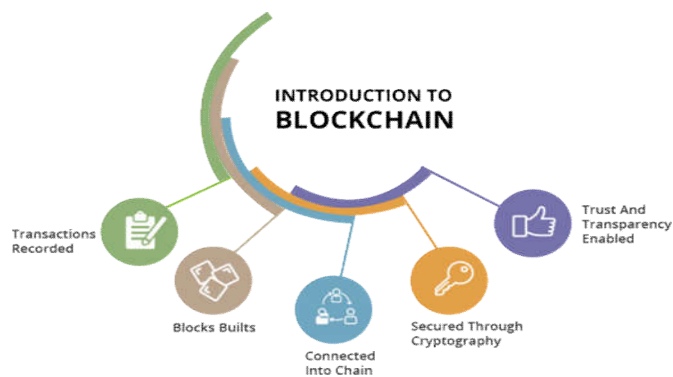 INTRODUCTION TO
BLOCKCHAIN
Transactions
Recorded
Blocks Builts
Connected
Into Chain
Secured Through
Cryptography
Trust And
Transparency
Enabled